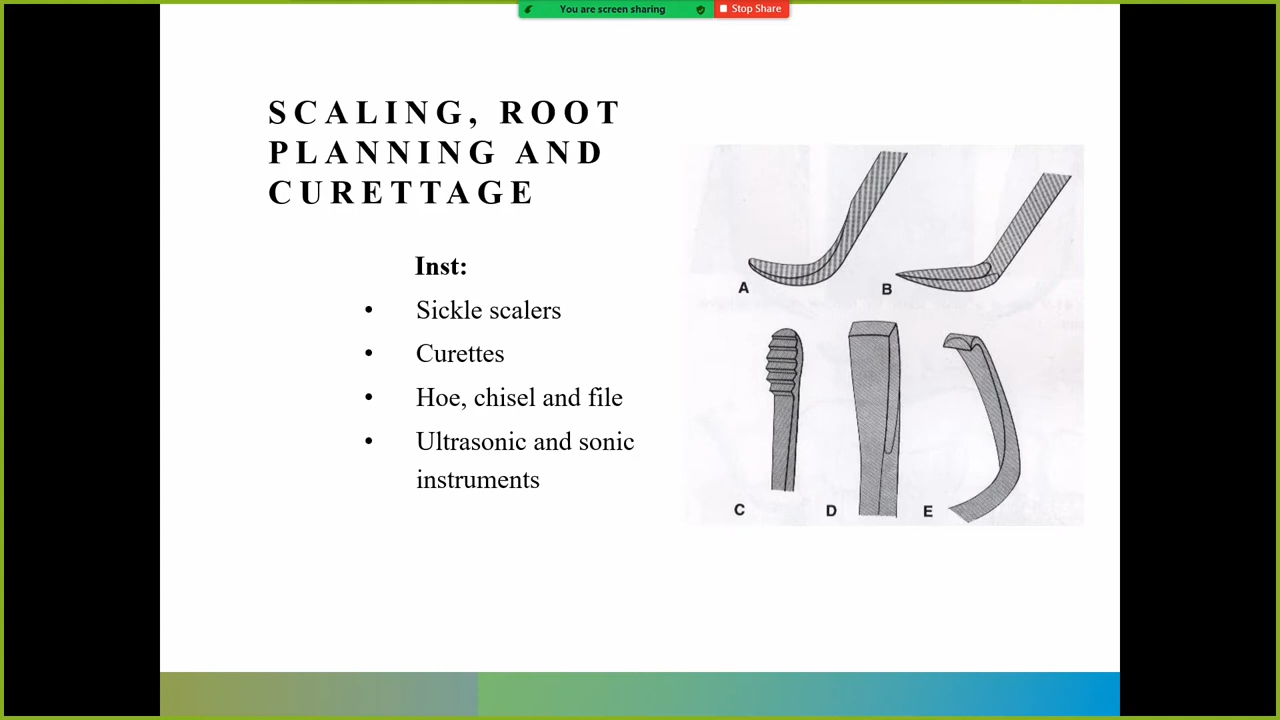 You are screen sharing
Stop Share
SCALING, ROOT
PLANNING AND
CURETTAGE
Inst:
• Sickle scalers
• Curettes
• Hoe, chisel and file
• Ultrasonic and sonic
instruments
A
B
C
D
E